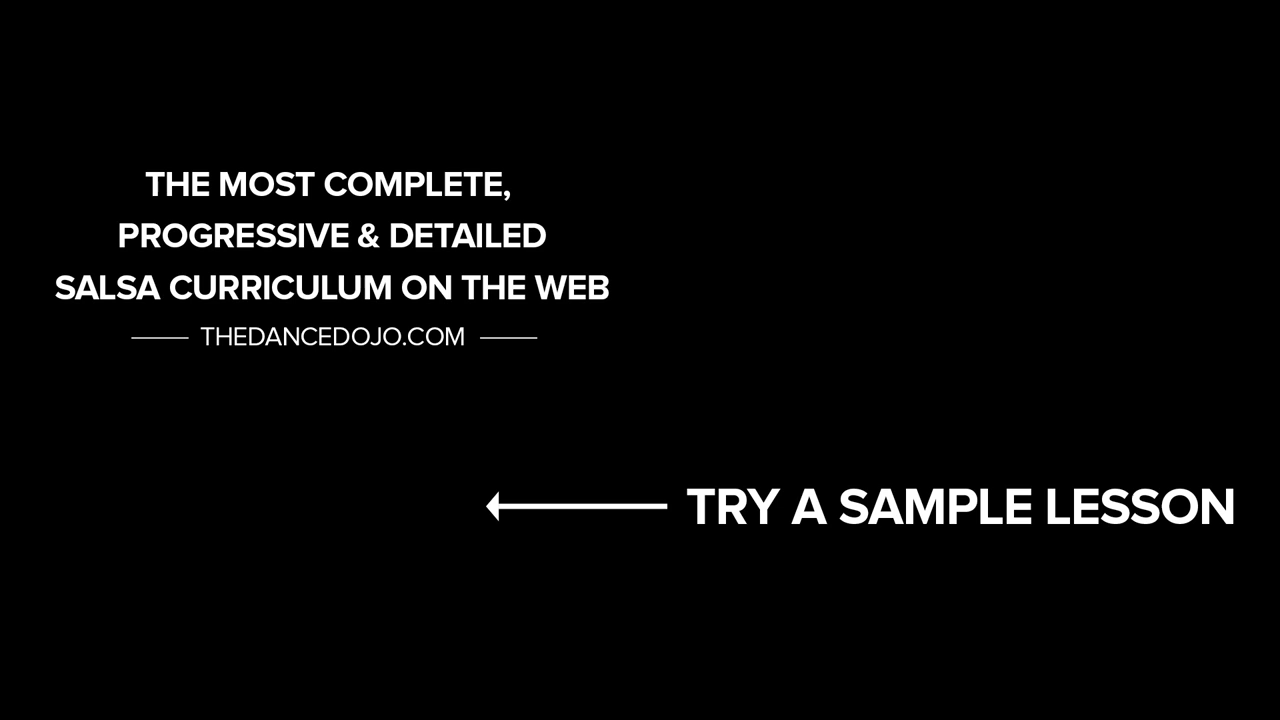 THE MOST COMPLETE,
PROGRESSIVE & DETAILED
SALSA CURRICULUM ON THE WEB
THEDANCEDOJO.COM
TRY A SAMPLE LESSON